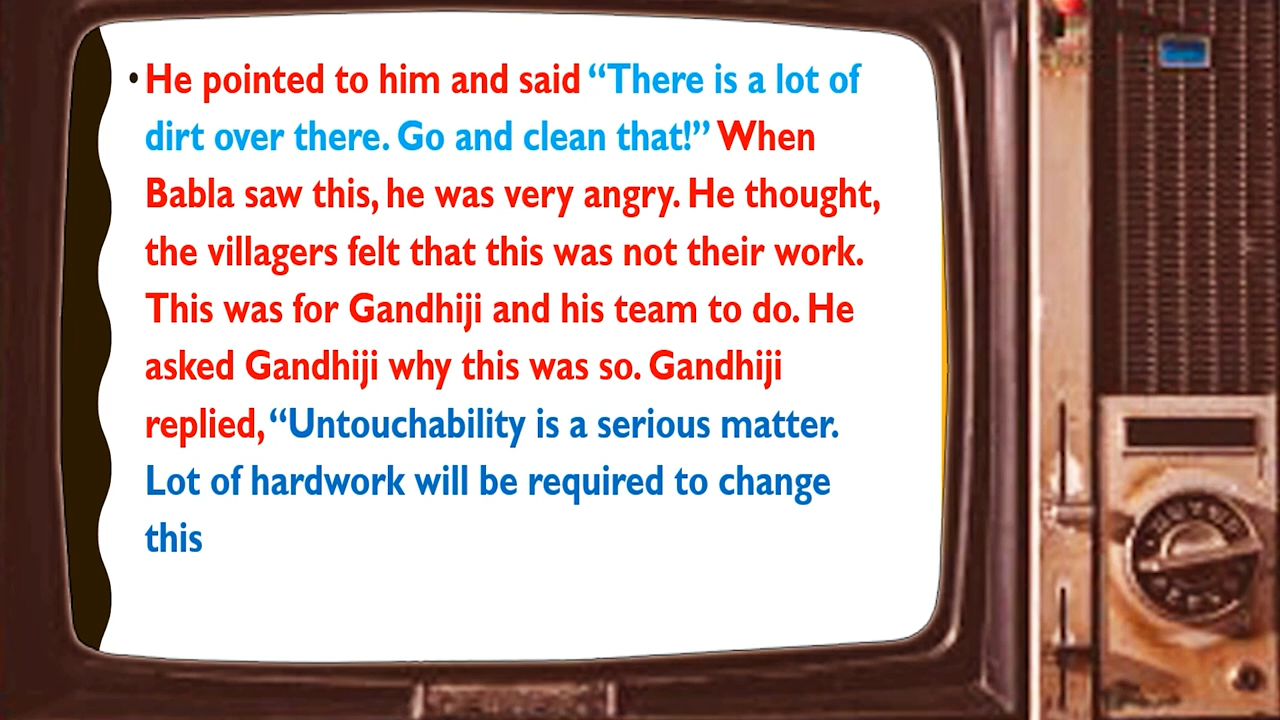 • He pointed to him and said “There is a lot of
dirt over there. Go and clean that!” When
Babla saw this, he was very angry. He thought,
the villagers felt that this was not their work.
This was for Gandhiji and his team to do. He
asked Gandhiji why this was so. Gandhiji
replied, “Untouchability is a serious matter.
Lot of hardwork will be required to change
this